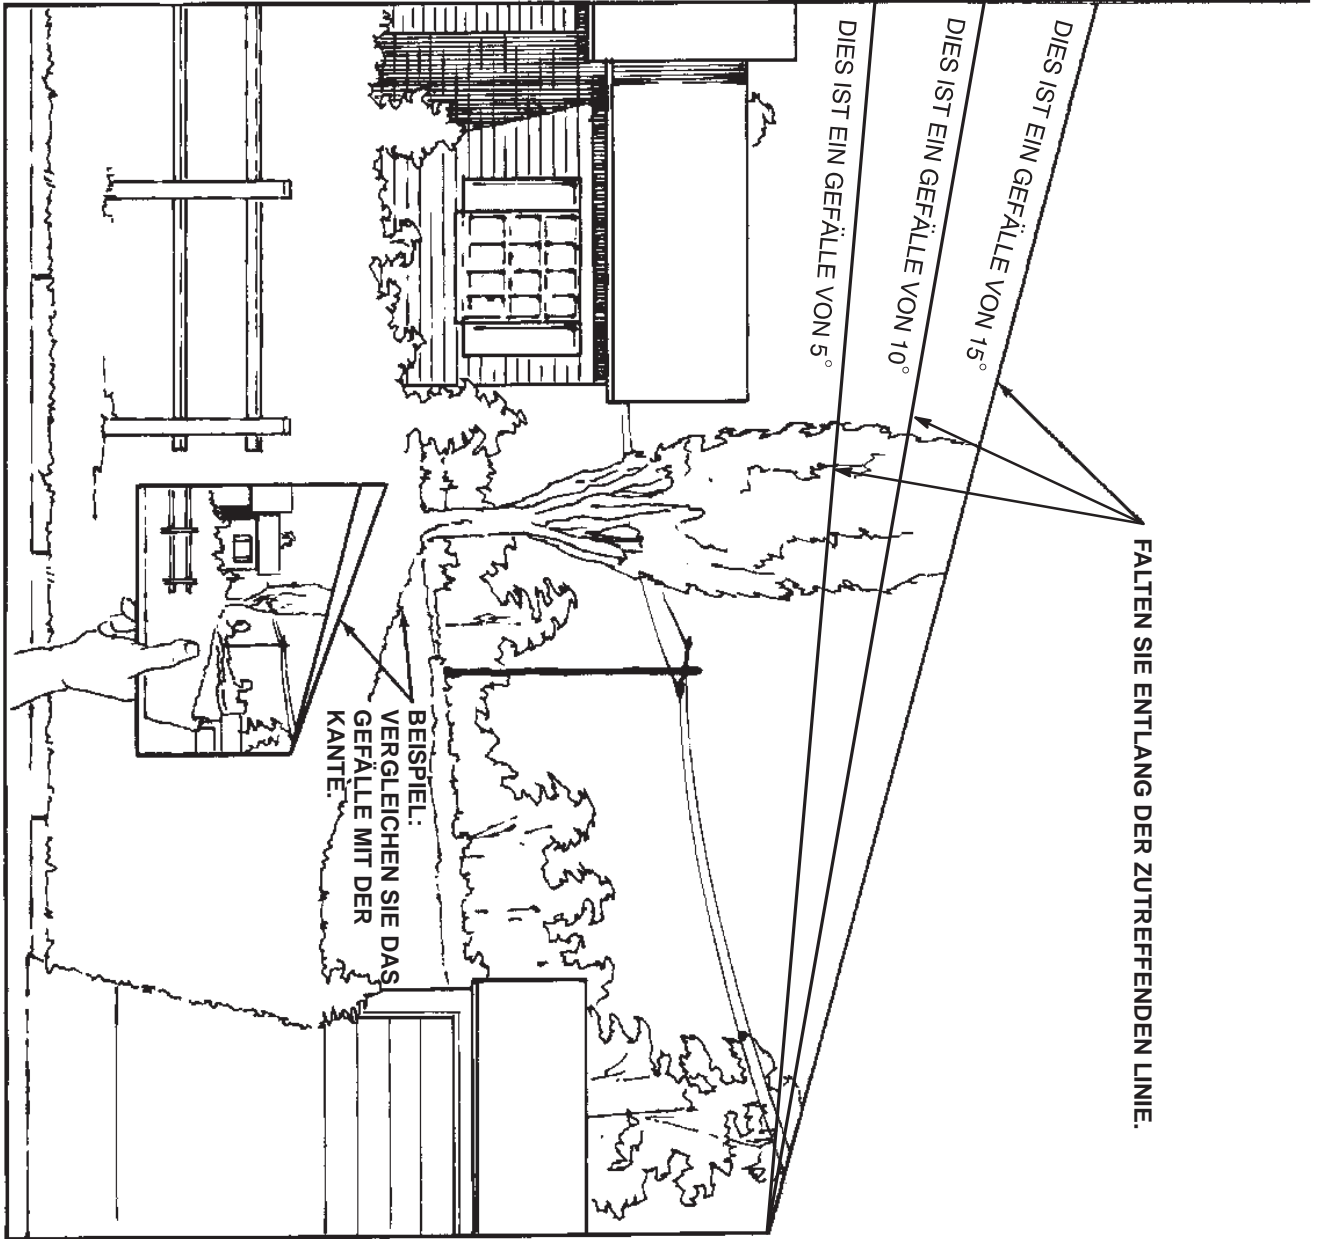 FALTEN SIE ENTLANG DER ZUTREFFENDEN LINIE.
DIES IST EIN GEFÄLLE VON 15°
DIES IST EIN GEFÄLLE VON 10°
DIES IST EIN GEFÄLLE VON 5°
BEISPIEL:
VERGLEICHEN SIE DAS
GEFÄLLE MIT DER
KANTE.